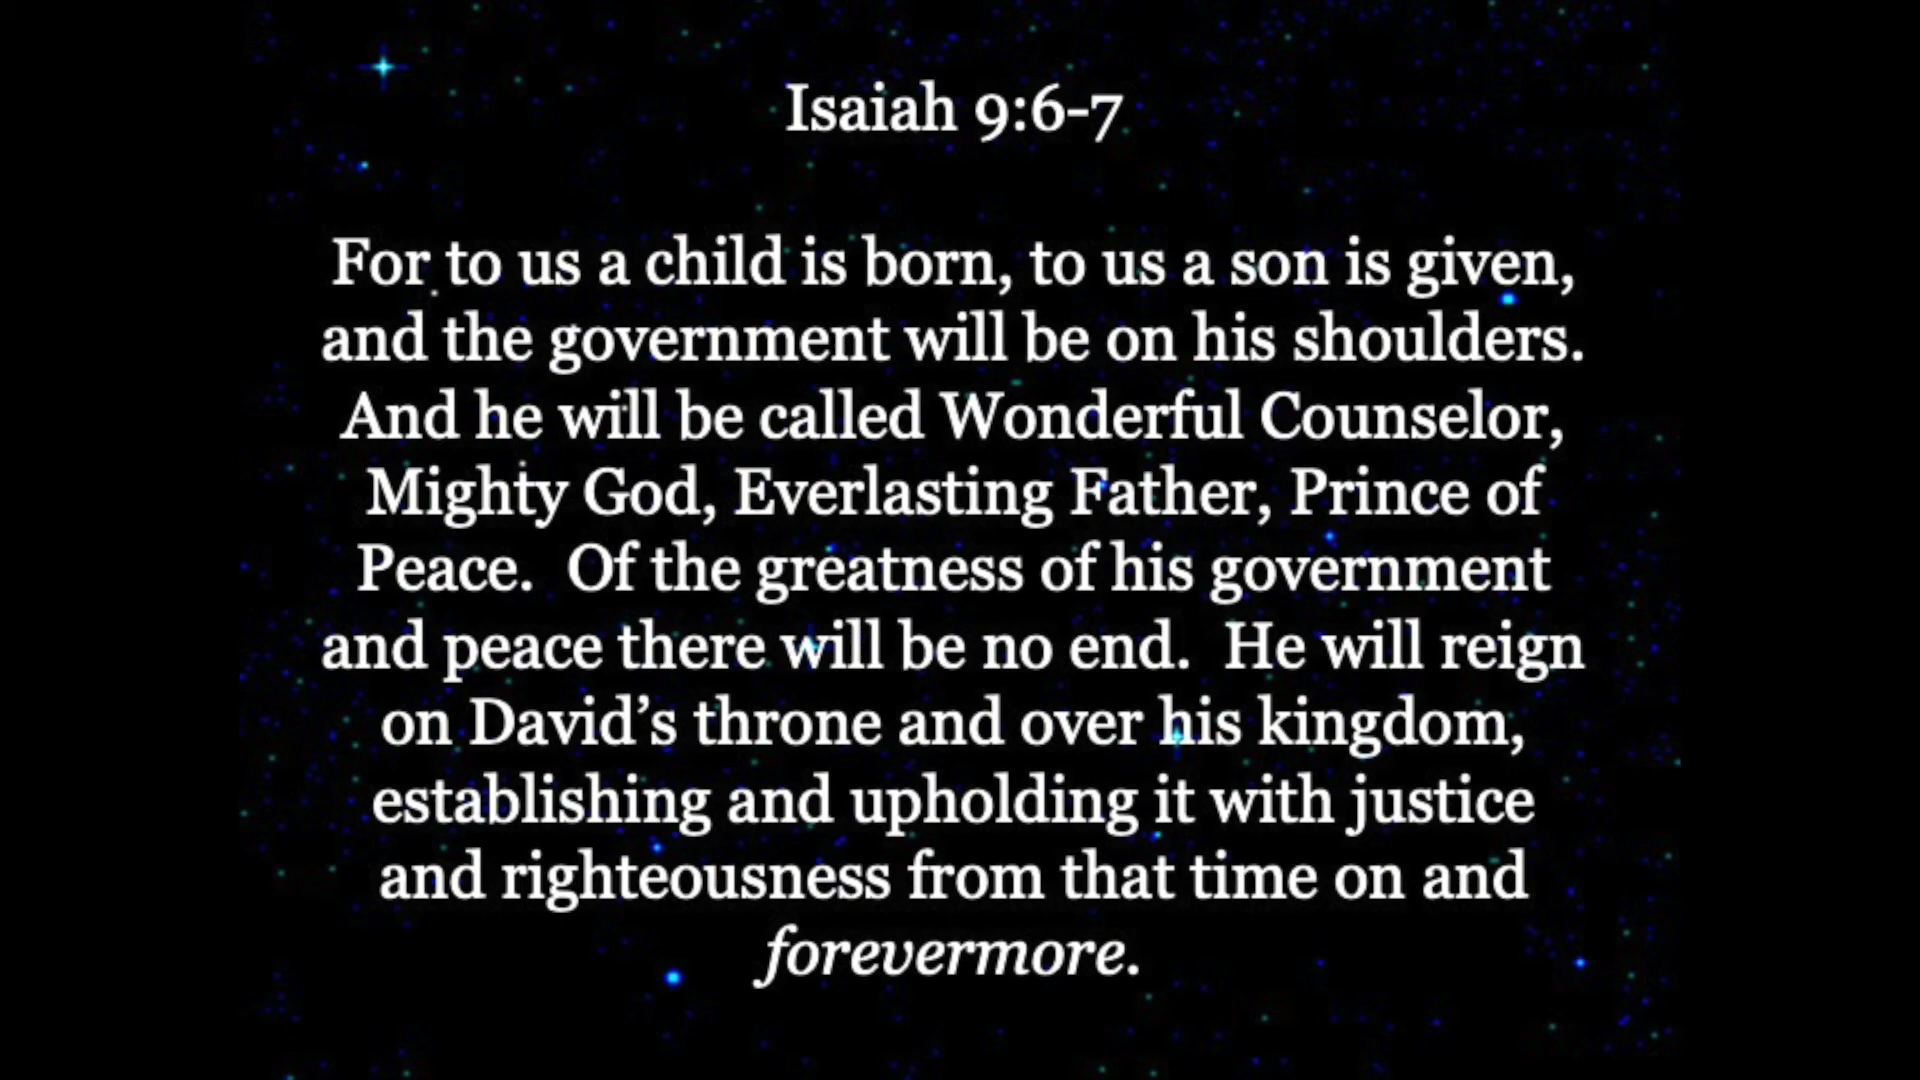 Isaiah 9:6-7
For to us a child is born, to us a son is given,
and the government will be on his shoulders.
And he will be called Wonderful Counselor,
Mighty God, Everlasting Father, Prince of
Peace.  Of the greatness of his government
and peace there will be no end.  He will reign
on David’s throne and over his kingdom,
establishing and upholding it with justice
and righteousness from that time on and
forevermore.